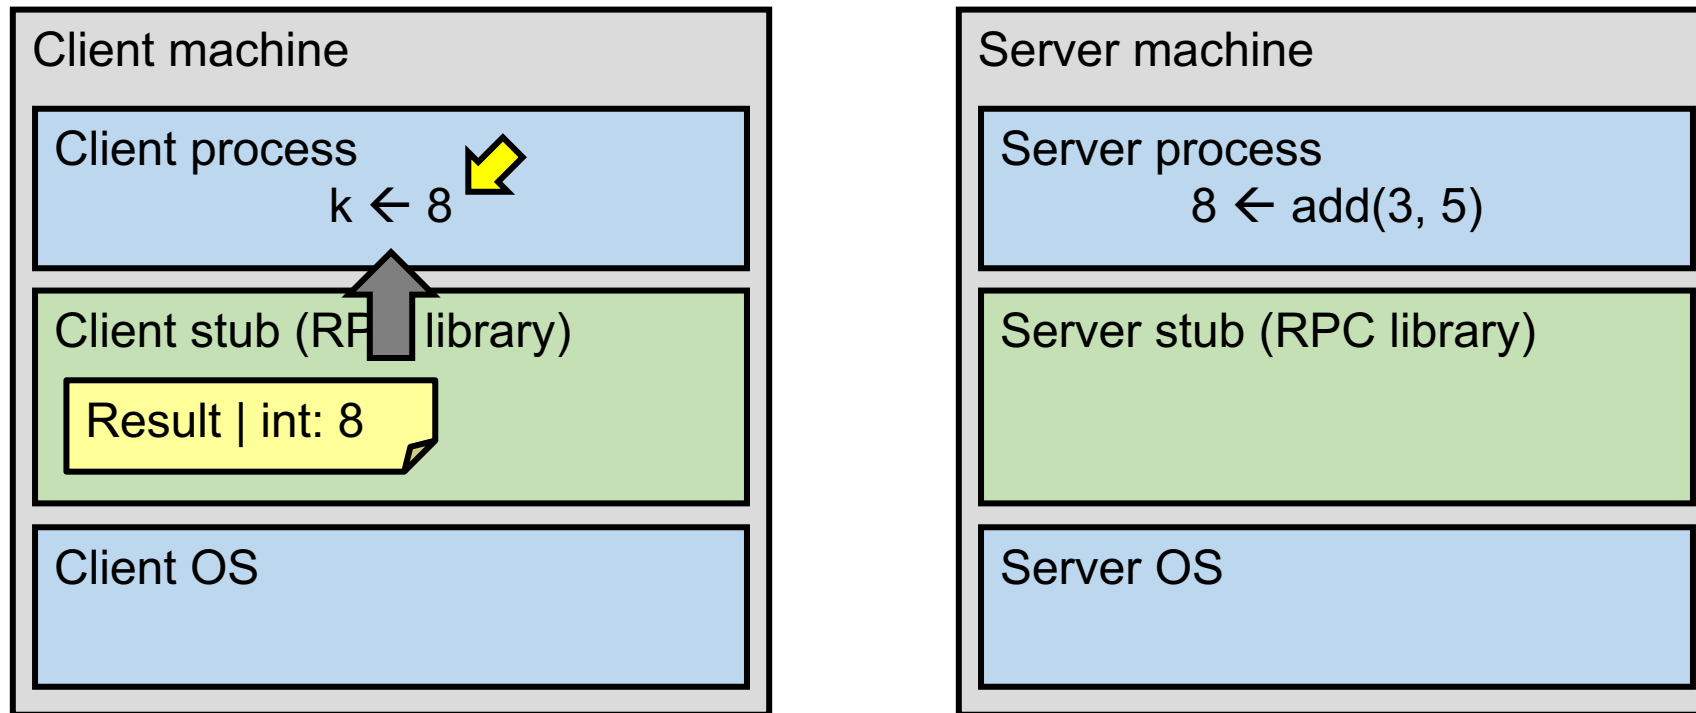 Client machine
Client process
k ← 8
Client stub (RP library)
Result | int: 8
Client OS
Server machine
Server process
8 ← add(3, 5)
Server stub (RPC library)
Server OS